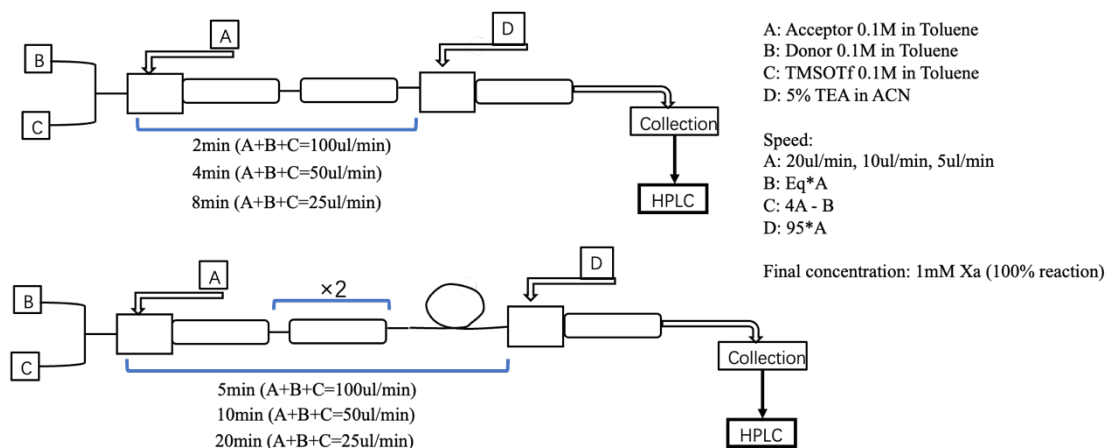 A
D
B
C
2min (A+B+C=100ul/min)
4min (A+B+C=50ul/min)
8min (A+B+C=25ul/min)
Collection
HPLC
A: Acceptor 0.1M in Toluene
B: Donor 0.1M in Toluene
C: TMSOTf 0.1M in Toluene
D: 5% TEA in ACN
Speed:
A: 20ul/min, 10ul/min, 5ul/min
B: Eq*A
C: 4A - B
D: 95*A
Final concentration: 1mM Xa (100% reaction)
A
D
×2
B
C
5min (A+B+C=100ul/min)
10min (A+B+C=50ul/min)
20min (A+B+C=25ul/min)
Collection
HPLC